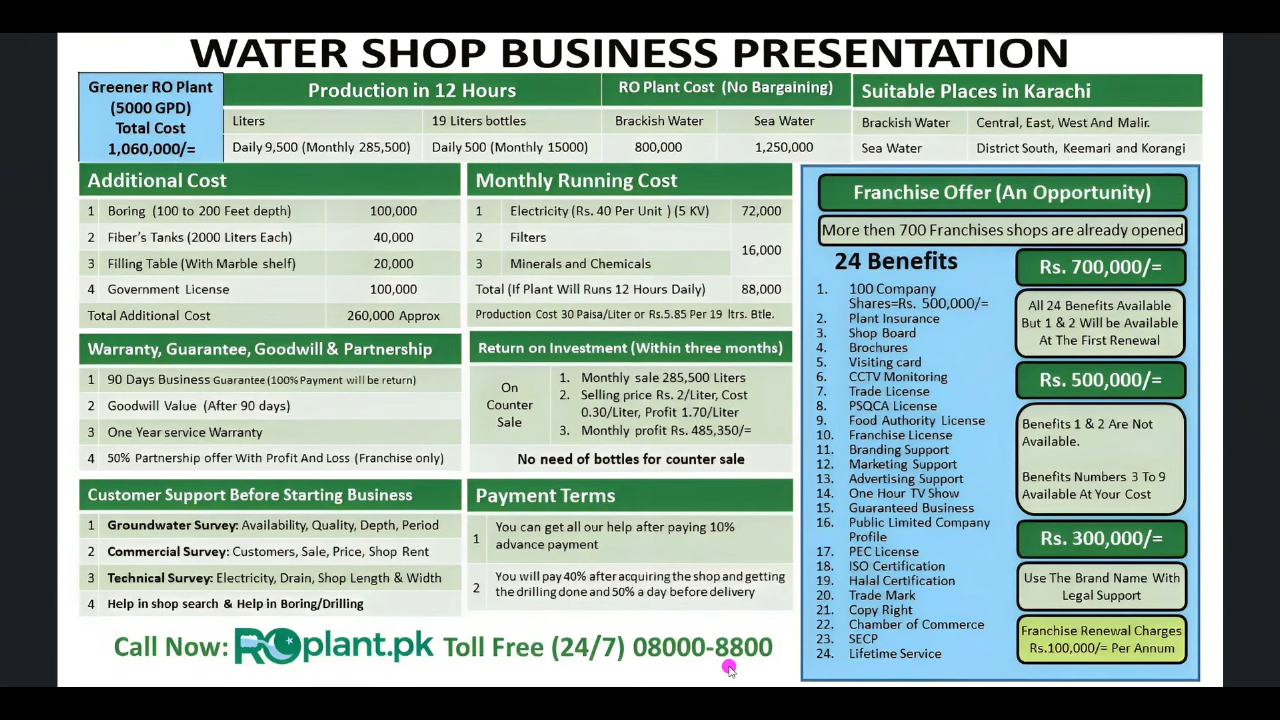 WATER SHOP BUSINESS PRESENTATION
Greener RO Plant
(5000 GPD)
Total Cost
1,060,000/=
Production in 12 Hours
Liters
19 Liters bottles
Daily 9,500 (Monthly 285,500)
Daily 500 (Monthly 15000)
RO Plant Cost (No Bargaining)
Brackish Water
Sea Water
800,000
1,250,000
Suitable Places in Karachi
Brackish Water
Central, East, West And Malir.
Sea Water
District South, Keemari and Korangi
Additional Cost
1 Boring (100 to 200 Feet depth) 100,000
2 Fiber's Tanks (2000 Liters Each) 40,000
3 Filling Table (With Marble shelf) 20,000
4 Government License 100,000
Total Additional Cost 260,000 Approx
Monthly Running Cost
1 Electricity (Rs. 40 Per Unit ) (5 KV) 72,000
2 Filters
16,000
3 Minerals and Chemicals
Total (If Plant Will Runs 12 Hours Daily) 88,000
Production Cost 30 Paisa/Liter or Rs.5.85 Per 19 ltrs. Btle.
Warranty, Guarantee, Goodwill & Partnership
1 90 Days Business Guarantee (100% Payment will be return)
2 Goodwill Value (After 90 days)
3 One Year service Warranty
4 50% Partnership offer With Profit And Loss (Franchise only)
Return on Investment (Within three months)
On
Counter
Sale
1. Monthly sale 285,500 Liters
2. Selling price Rs. 2/Liter, Cost
0.30/Liter, Profit 1.70/Liter
3. Monthly profit Rs. 485,350/=
No need of bottles for counter sale
Customer Support Before Starting Business
1 Groundwater Survey: Availability, Quality, Depth, Period
2 Commercial Survey: Customers, Sale, Price, Shop Rent
3 Technical Survey: Electricity, Drain, Shop Length & Width
4 Help in shop search & Help in Boring/Drilling
Payment Terms
1 You can get all our help after paying 10%
advance payment
2 You will pay 40% after acquiring the shop and getting
the drilling done and 50% a day before delivery
Call Now: ROplant.pk Toll Free (24/7) 08000-8800
Franchise Offer (An Opportunity)
More then 700 Franchises shops are already opened
24 Benefits
1. 100 Company
Shares=Rs. 500,000/=
2. Plant Insurance
3. Shop Board
4. Brochures
5. Visiting card
6. CCTV Monitoring
7. Trade License
8. PSQCA License
9. Food Authority License
10. Franchise License
11. Branding Support
12. Marketing Support
13. Advertising Support
14. One Hour TV Show
15. Guaranteed Business
16. Public Limited Company
Profile
17. PEC License
18. ISO Certification
19. Halal Certification
20. Trade Mark
21. Copy Right
22. Chamber of Commerce
23. SECP
24. Lifetime Service
Rs. 700,000/=
All 24 Benefits Available
But 1 & 2 Will be Available
At The First Renewal
Rs. 500,000/=
Benefits 1 & 2 Are Not
Available.
Benefits Numbers 3 To 9
Available At Your Cost
Rs. 300,000/=
Use The Brand Name With
Legal Support
Franchise Renewal Charges
Rs.100,000/= Per Annum